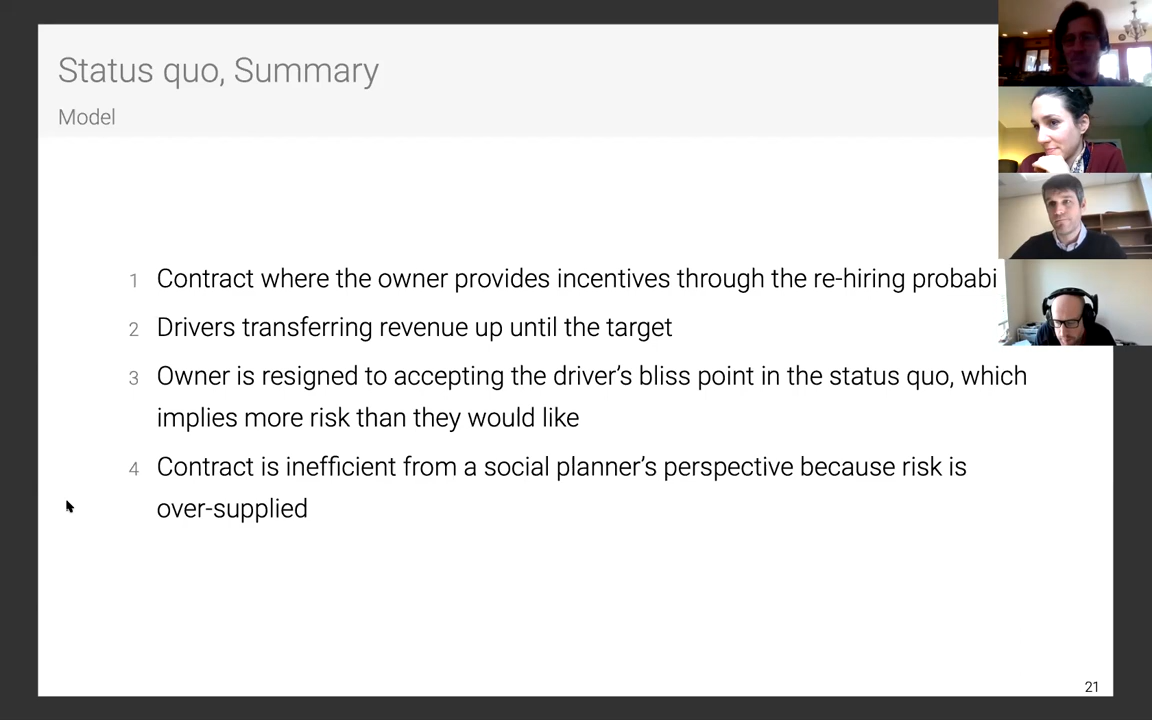 Status quo, Summary
Model
1 Contract where the owner provides incentives through the re-hiring probabi
2 Drivers transferring revenue up until the target
3 Owner is resigned to accepting the driver’s bliss point in the status quo, which
implies more risk than they would like
4 Contract is inefficient from a social planner’s perspective because risk is
over-supplied
21